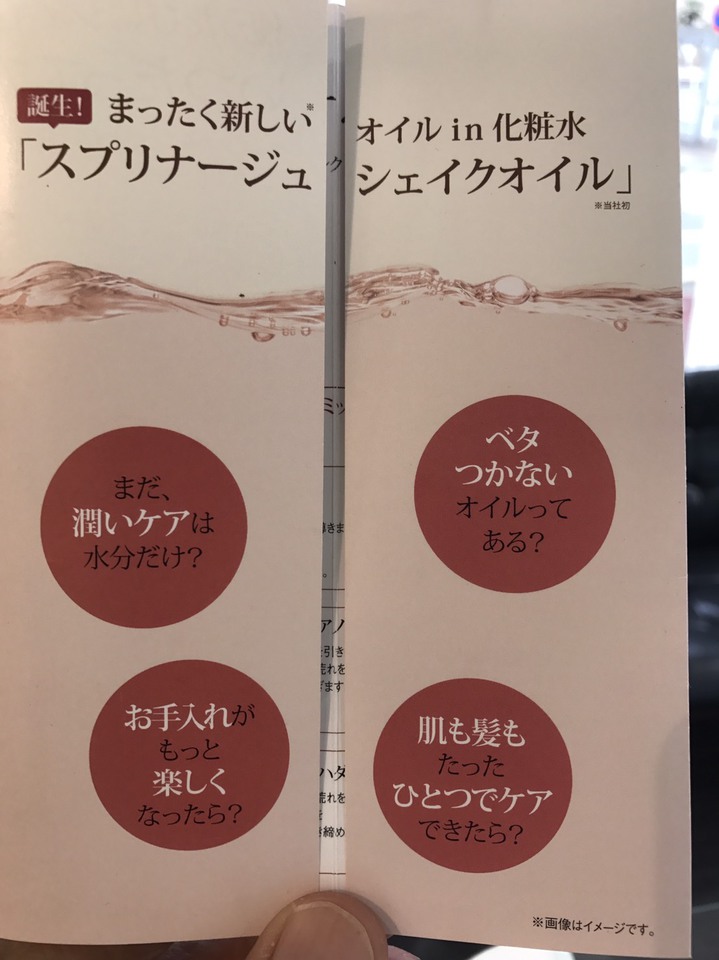 誕生! まったく新しい※ オイル in 化粧水
「スプリナージュ シェイクオイル」
※当社初
まだ、
潤いケアは
水分だけ?
ベタ
つかない
オイルって
ある?
お手入れが
もっと
楽しく
なったら?
肌も髪も
たった
ひとつでケア
できたら?
※画像はイメージです。